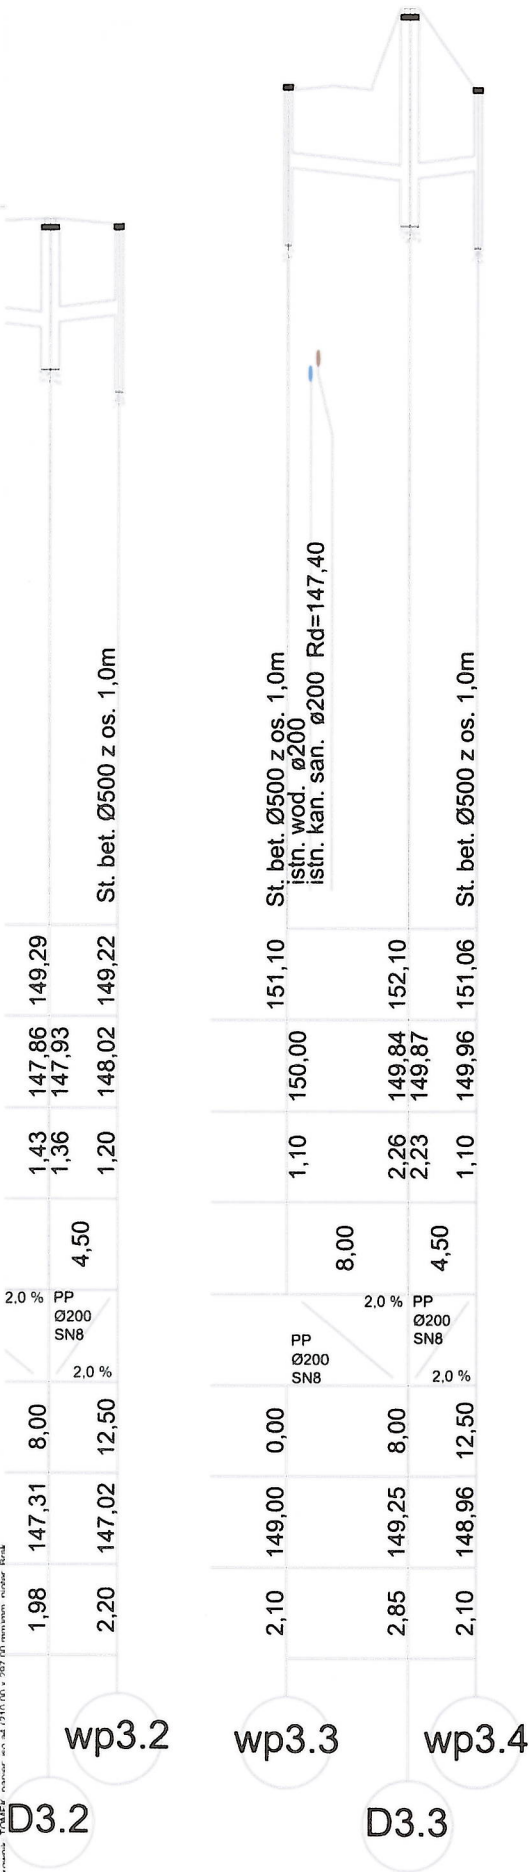 St. bet. Ø500 z os. 1,0m
St. bet. Ø500 z os. 1,0m
istn. wod. ø200
istn. kan. san. ø200 Rd=147,40
St. bet. Ø500 z os. 1,0m
149,29
149,22
151,10
152,10
151,06
147,86
147,93
148,02
150,00
149,84
149,87
149,96
1,43
1,36
1,20
1,10
2,26
2,23
1,10
4,50
8,00
4,50
2,0 %
PP
Ø200
SN8
2,0 %
PP
Ø200
SN8
2,0 %
PP
Ø200
SN8
2,0 %
8,00
12,50
0,00
8,00
12,50
147,31
147,02
149,00
149,25
148,96
1,98
2,20
2,10
2,85
2,10
wp3.2
wp3.3
wp3.4
D3.2
D3.3